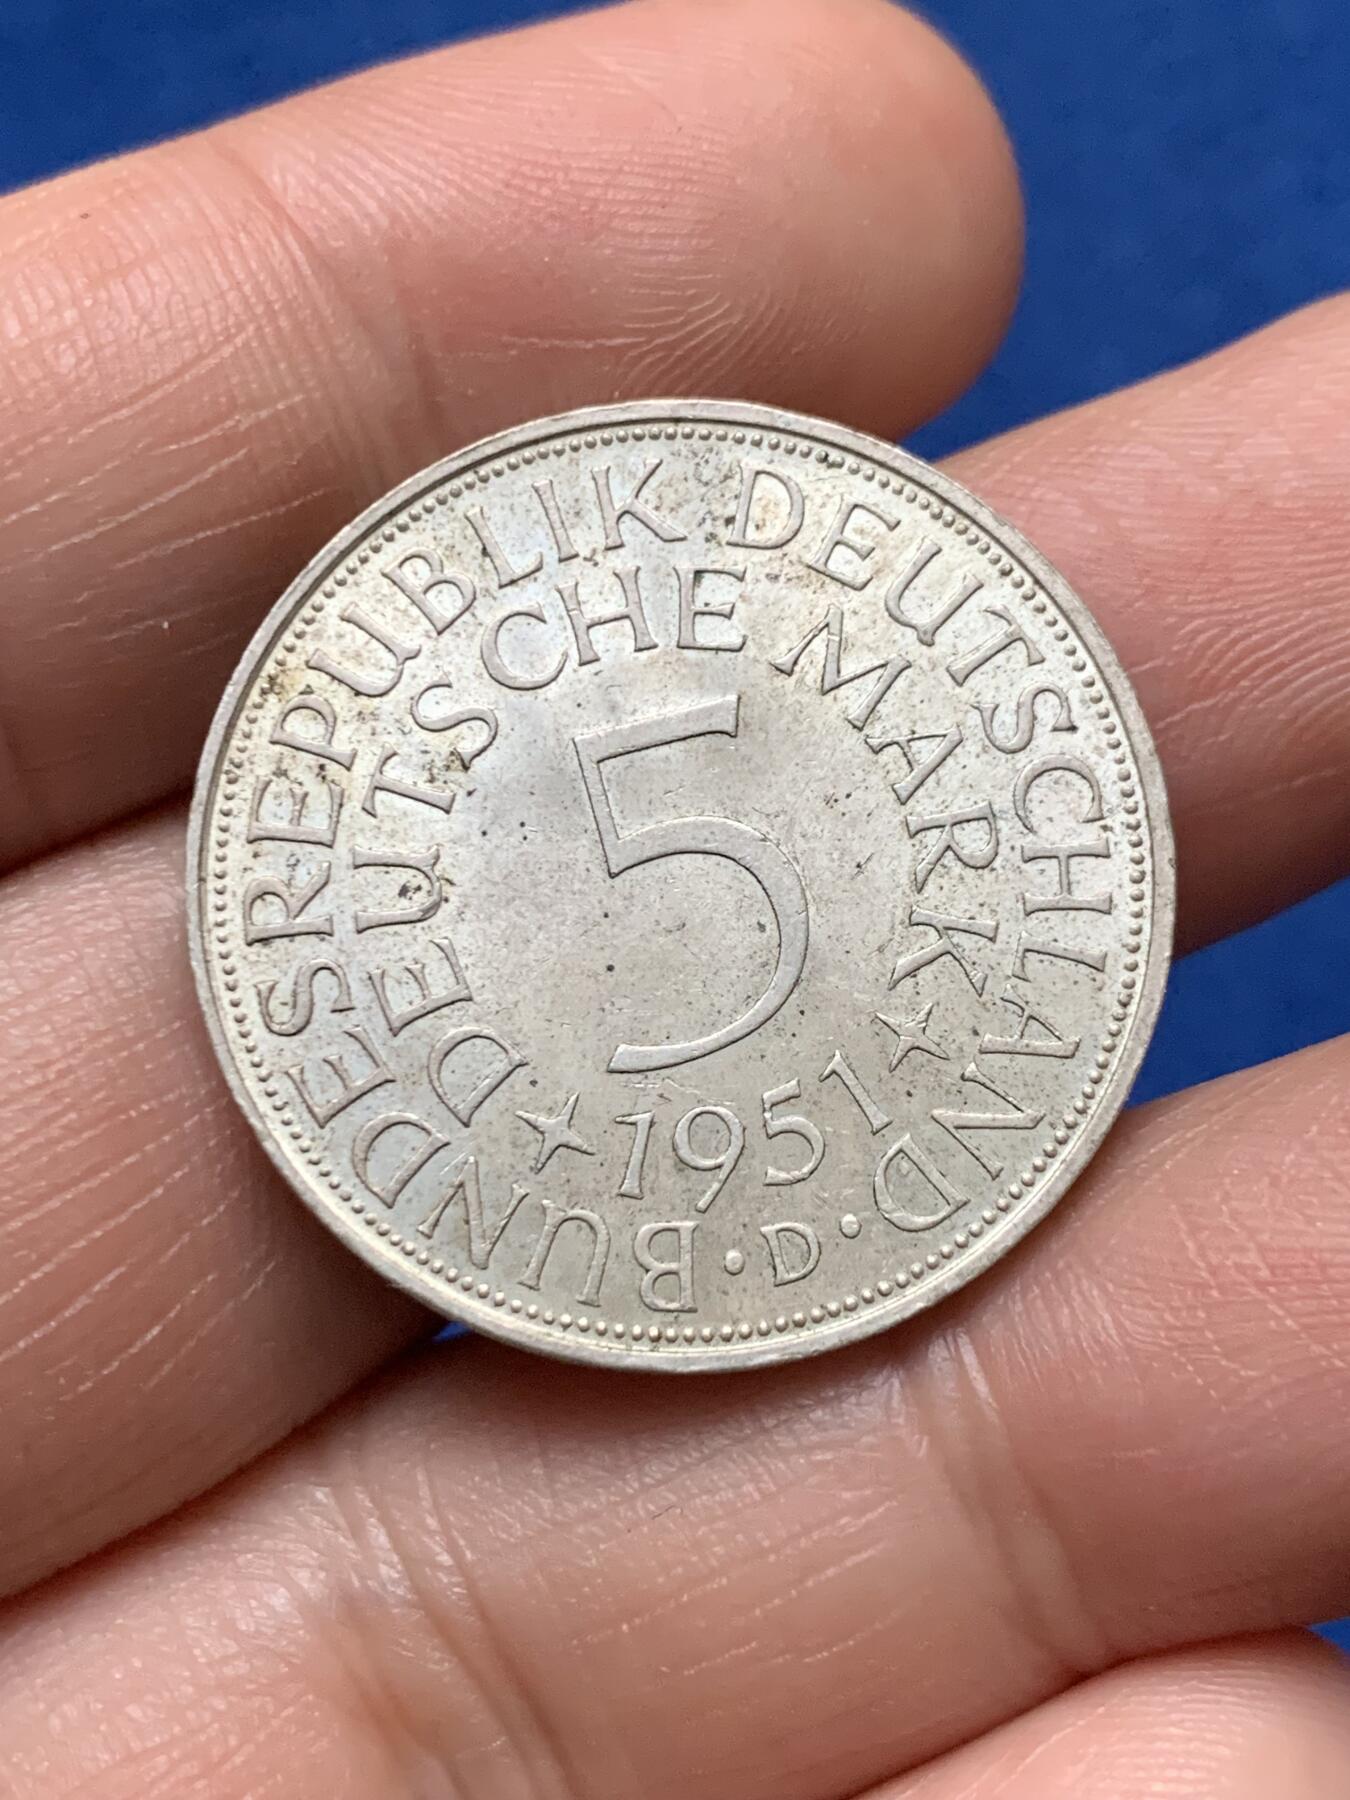 BUNDESREPUBLIK DEUTSCHLAND
DEUTSCHE MARK
5
1951
· D ·